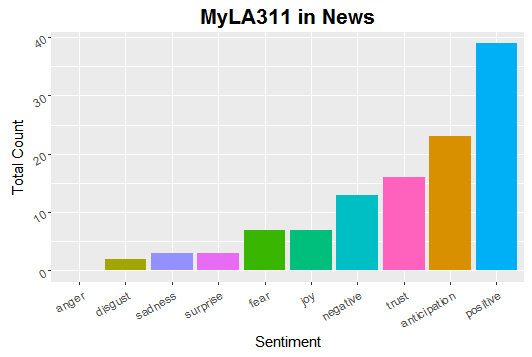 MyLA311 in News
Total Count
40
30
20
10
0
anger
disgust
sadness
surprise
fear
joy
negative
trust
anticipation
positive
Sentiment